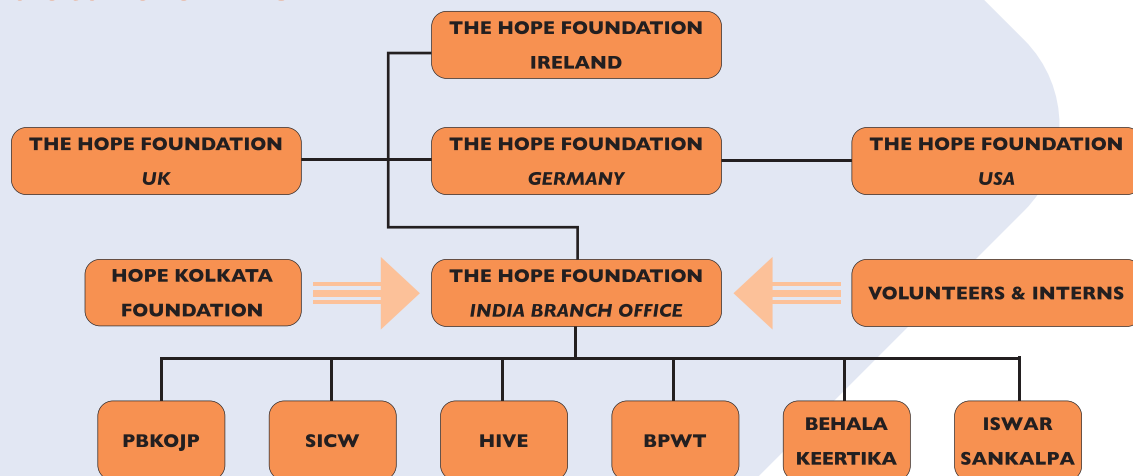 THE HOPE FOUNDATION
IRELAND
THE HOPE FOUNDATION
UK
THE HOPE FOUNDATION
GERMANY
THE HOPE FOUNDATION
USA
HOPE KOLKATA
FOUNDATION
THE HOPE FOUNDATION
INDIA BRANCH OFFICE
VOLUNTEERS & INTERNS
PBKOJP
SICW
HIVE
BPWT
BEHALA
KEERTIKA
ISWAR
SANKALPA